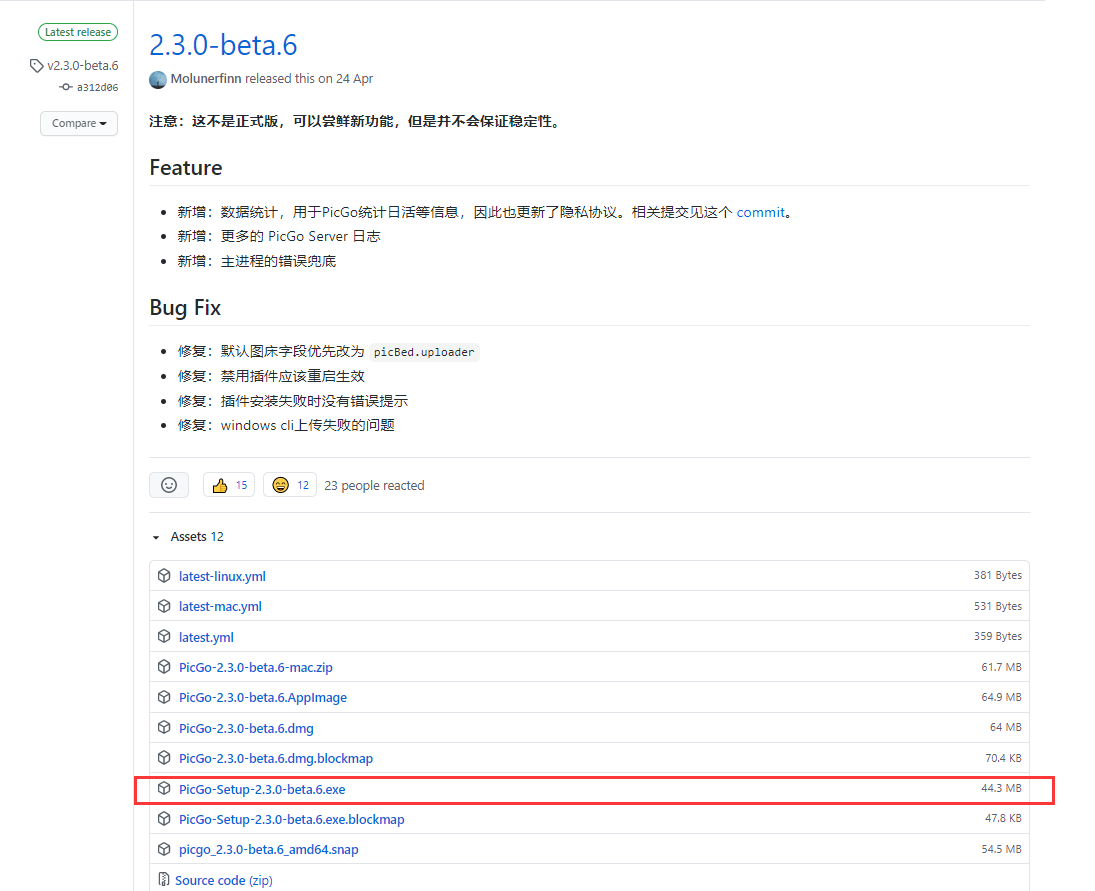 Latest release
v2.3.0-beta.6
a312d06
Compare
2.3.0-beta.6
Molunerfinn released this on 24 Apr
注意：这不是正式版，可以尝鲜新功能，但是并不会保证稳定性。
Feature
新增：数据统计，用于PicGo统计日活等信息，因此也更新了隐私协议。相关提交见这个 commit。
新增：更多的 PicGo Server 日志
新增：主进程的错误兜底
Bug Fix
修复：默认图床字段优先改为 picBed.uploader
修复：禁用插件应该重启生效
修复：插件安装失败时没有错误提示
修复：windows cli上传失败的问题
15 12 23 people reacted
Assets 12
latest-linux.yml 381 Bytes
latest-mac.yml 531 Bytes
latest.yml 359 Bytes
PicGo-2.3.0-beta.6-mac.zip 61.7 MB
PicGo-2.3.0-beta.6.AppImage 64.9 MB
PicGo-2.3.0-beta.6.dmg 64 MB
PicGo-2.3.0-beta.6.dmg.blockmap 70.4 KB
PicGo-Setup-2.3.0-beta.6.exe 44.3 MB
PicGo-Setup-2.3.0-beta.6.exe.blockmap 47.8 KB
picgo_2.3.0-beta.6_amd64.snap 54.5 MB
Source code (zip)